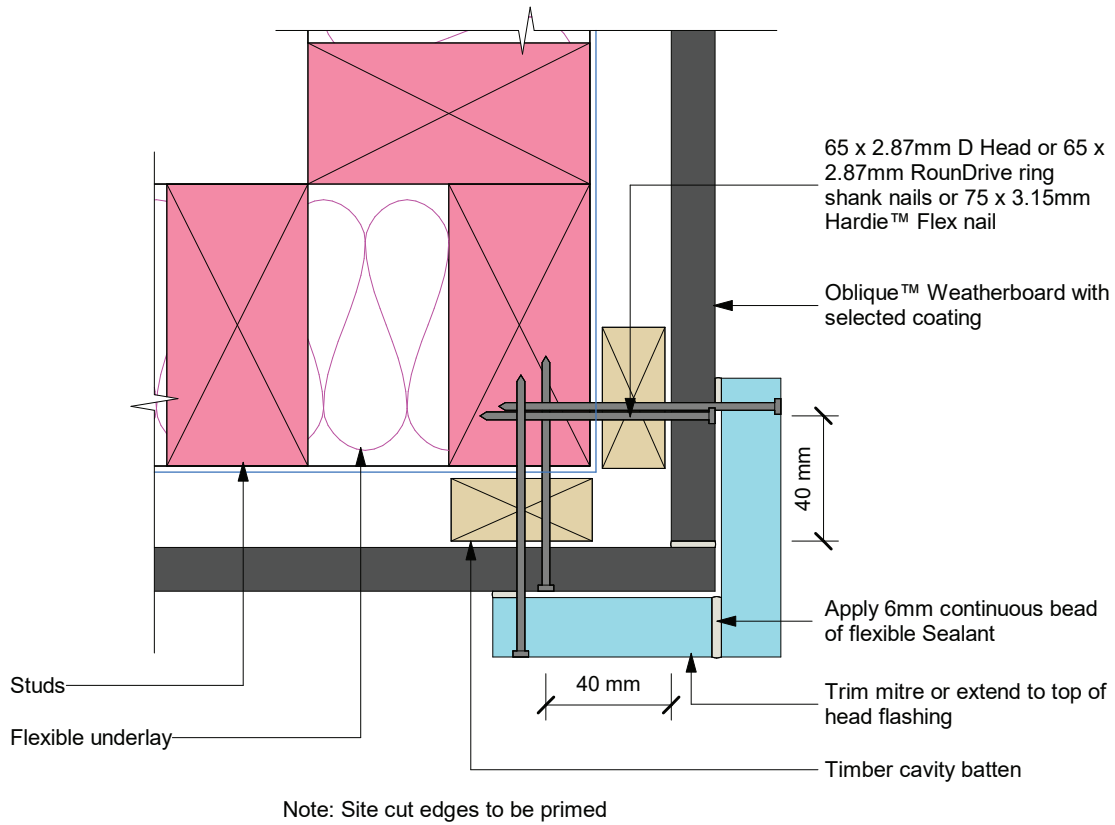 65 x 2.87mm D Head or 65 x
2.87mm RounDrive ring
shank nails or 75 x 3.15mm
Hardie™ Flex nail
Oblique™ Weatherboard with
selected coating
40 mm
Apply 6mm continuous bead
of flexible Sealant
40 mm
Studs
Trim mitre or extend to top of
head flashing
Flexible underlay
Timber cavity batten
Note: Site cut edges to be primed